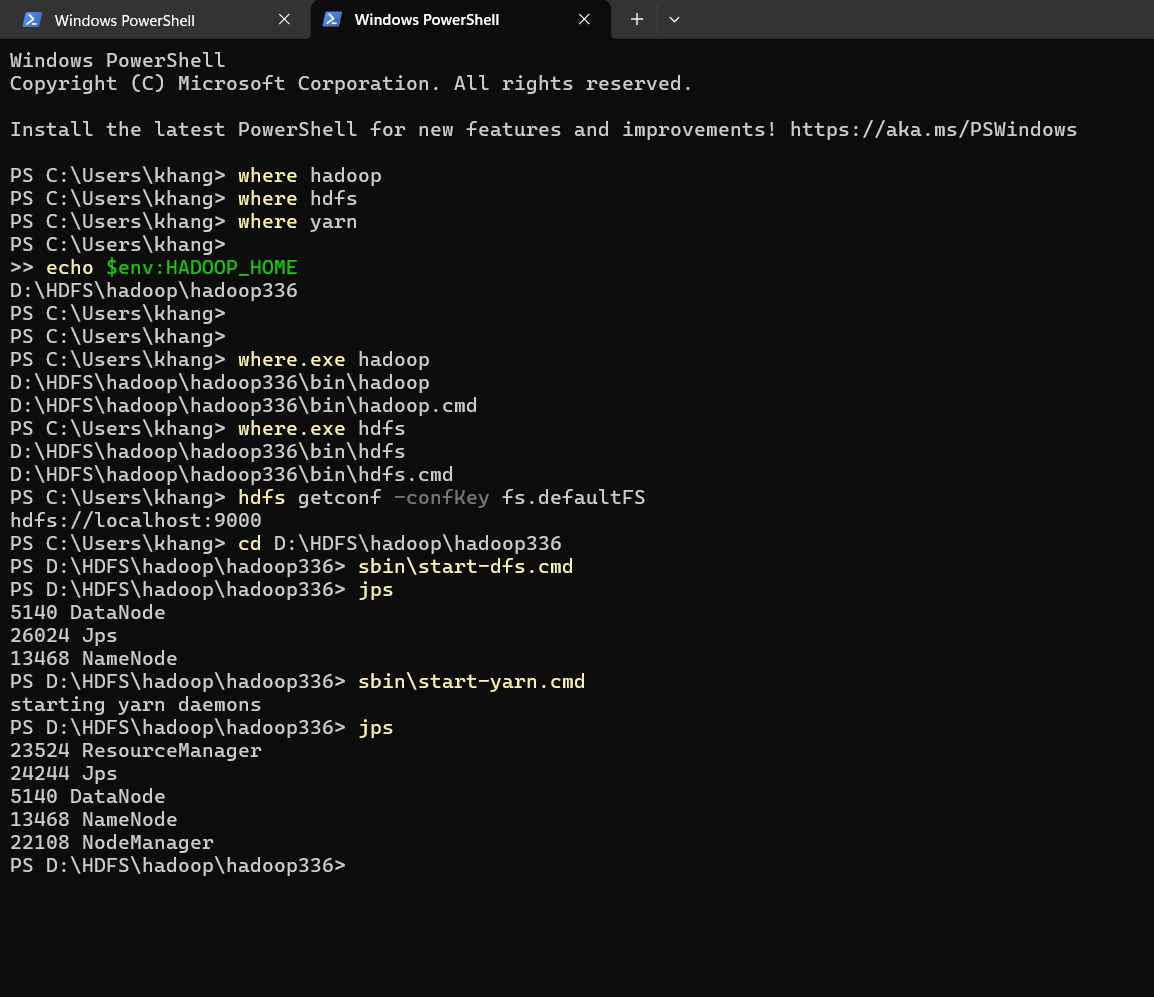 Windows PowerShell
Windows PowerShell
Windows PowerShell
Copyright (C) Microsoft Corporation. All rights reserved.
Install the latest PowerShell for new features and improvements! https://aka.ms/PSWindows
PS C:\Users\khang> where hadoop
PS C:\Users\khang> where hdfs
PS C:\Users\khang> where yarn
PS C:\Users\khang>
>> echo $env:HADOOP_HOME
D:\HDFS\hadoop\hadoop336
PS C:\Users\khang>
PS C:\Users\khang>
PS C:\Users\khang> where.exe hadoop
D:\HDFS\hadoop\hadoop336\bin\hadoop
D:\HDFS\hadoop\hadoop336\bin\hadoop.cmd
PS C:\Users\khang> where.exe hdfs
D:\HDFS\hadoop\hadoop336\bin\hdfs
D:\HDFS\hadoop\hadoop336\bin\hdfs.cmd
PS C:\Users\khang> hdfs getconf -confKey fs.defaultFS
hdfs://localhost:9000
PS C:\Users\khang> cd D:\HDFS\hadoop\hadoop336
PS D:\HDFS\hadoop\hadoop336> sbin\start-dfs.cmd
PS D:\HDFS\hadoop\hadoop336> jps
5140 DataNode
26024 Jps
13468 NameNode
PS D:\HDFS\hadoop\hadoop336> sbin\start-yarn.cmd
starting yarn daemons
PS D:\HDFS\hadoop\hadoop336> jps
23524 ResourceManager
24244 Jps
5140 DataNode
13468 NameNode
22108 NodeManager
PS D:\HDFS\hadoop\hadoop336>